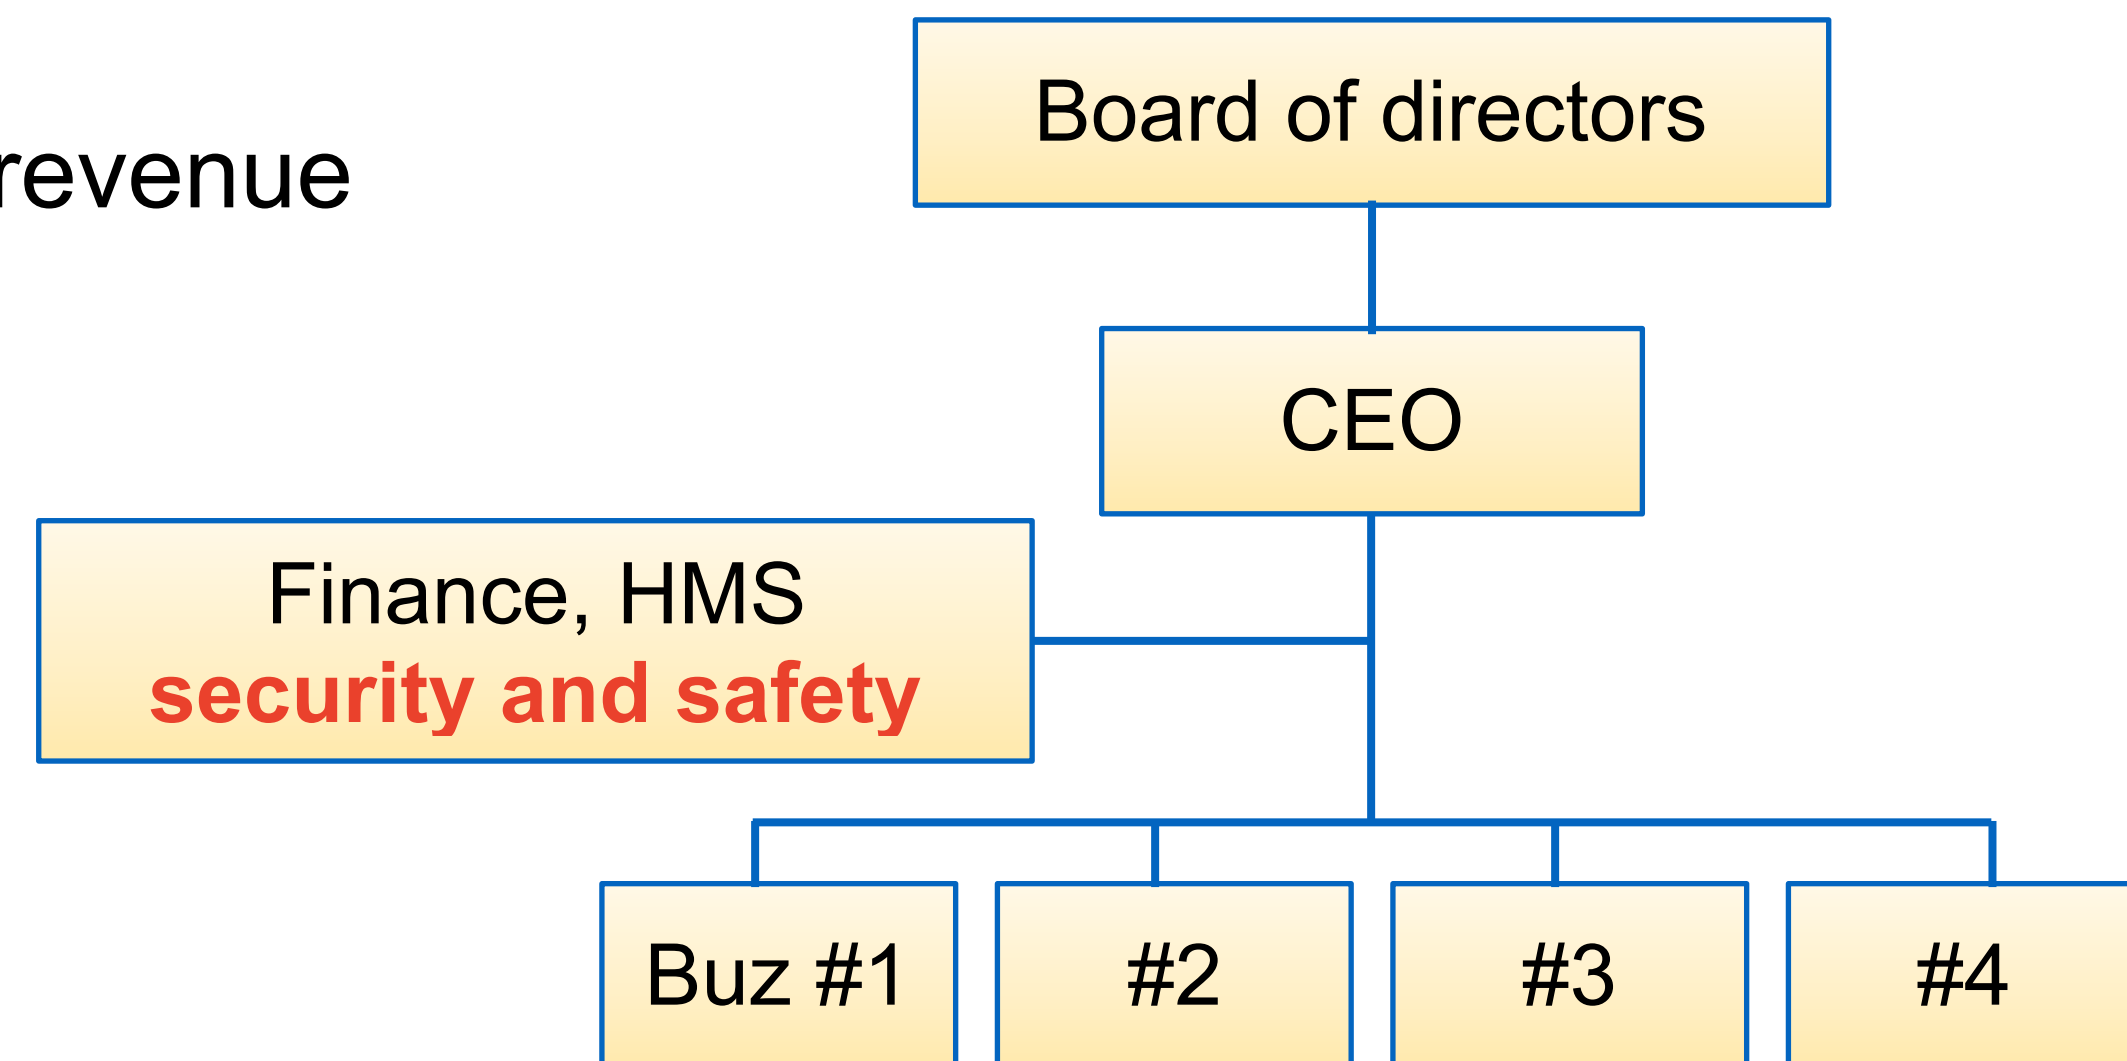 Board of directors
revenue
CEO
Finance, HMS
security and safety
Buz #1
#2
#3
#4